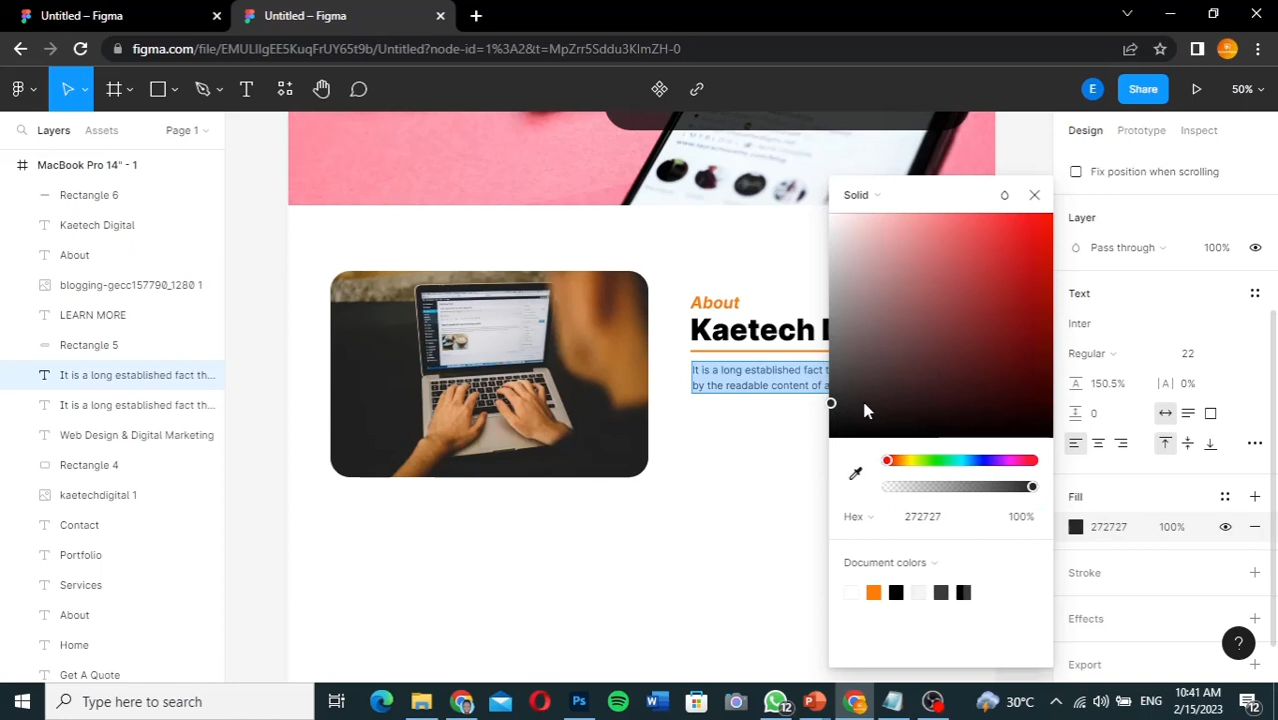 Untitled – Figma
Untitled – Figma
figma.com/file/EMULIlgEE5KuqFrUY65t9b/Untitled?node-id=1%3A2&t=MpZrr5Sddu3KlmZH-0
E
Share
50%
Layers
Assets
Page 1
MacBook Pro 14" - 1
Rectangle 6
Kaetech Digital
About
blogging-gecc157790_1280 1
LEARN MORE
Rectangle 5
It is a long established fact th...
It is a long established fact th...
Web Design & Digital Marketing
Rectangle 4
kaetechdigital 1
Contact
Portfolio
Services
About
Home
Get A Quote
About
Kaetech
It is a long established fact
by the readable content of a
Solid
Hex
272727
100%
Document colors
Design
Prototype
Inspect
Fix position when scrolling
Layer
Pass through
100%
Text
Inter
Regular
22
150.5%
0%
0
Fill
272727
100%
Stroke
Effects
Export
?
Type here to search
12
30°C
ENG
10:41 AM
2/15/2023
12